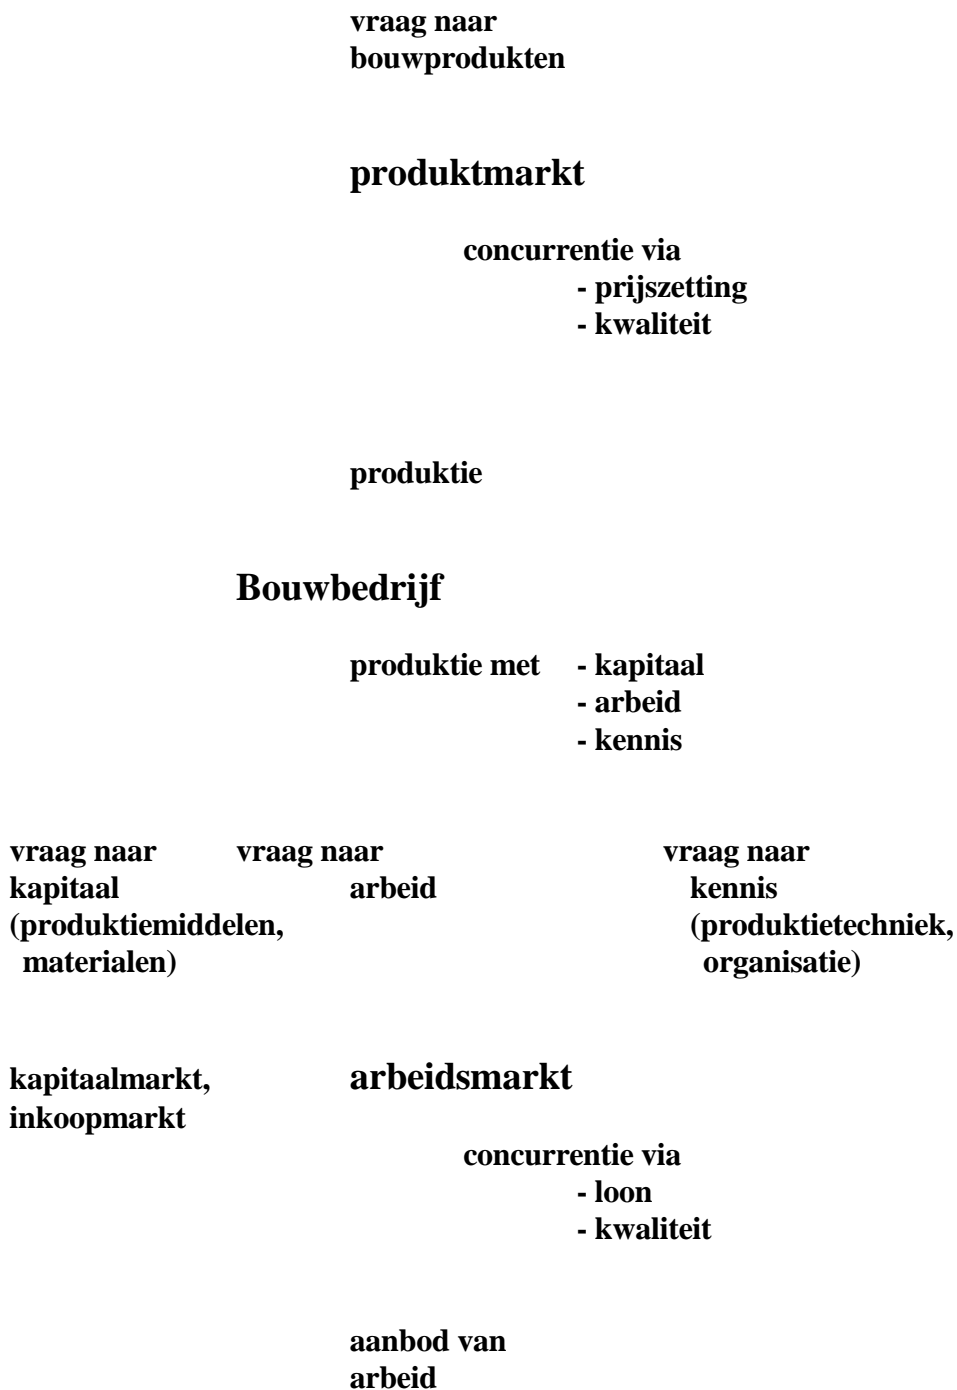 vraag naar
bouwprodukten
produktmarkt
concurrentie via
- prijszetting
- kwaliteit
produktie
Bouwbedrijf
produktie met - kapitaal
- arbeid
- kennis
vraag naar vraag naar vraag naar
kapitaal arbeid kennis
(produktiemiddelen, (produktietechniek,
materialen) organisatie)
kapitaalmarkt, arbeidsmarkt
inkoopmarkt
concurrentie via
- loon
- kwaliteit
aanbod van
arbeid